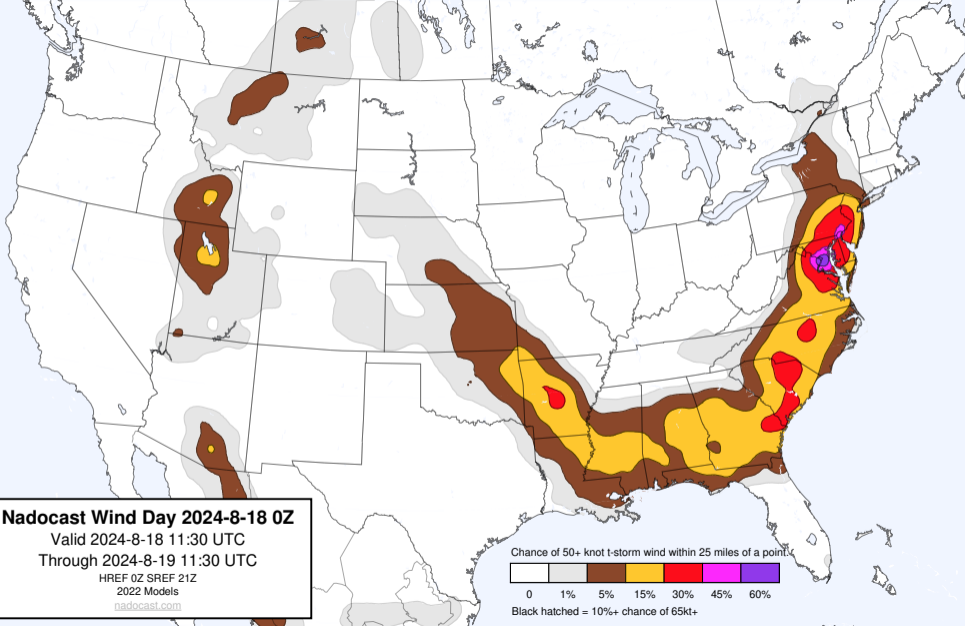 Nadocast Wind Day 2024-8-18 0Z
Valid 2024-8-18 11:30 UTC
Through 2024-8-19 11:30 UTC
HREF 0Z SREF 21Z
2022 Models
nadocast.com
Chance of 50+ knot t-storm wind within 25 miles of a point.
0 1% 5% 15% 30% 45% 60%
Black hatched = 10%+ chance of 65kt+